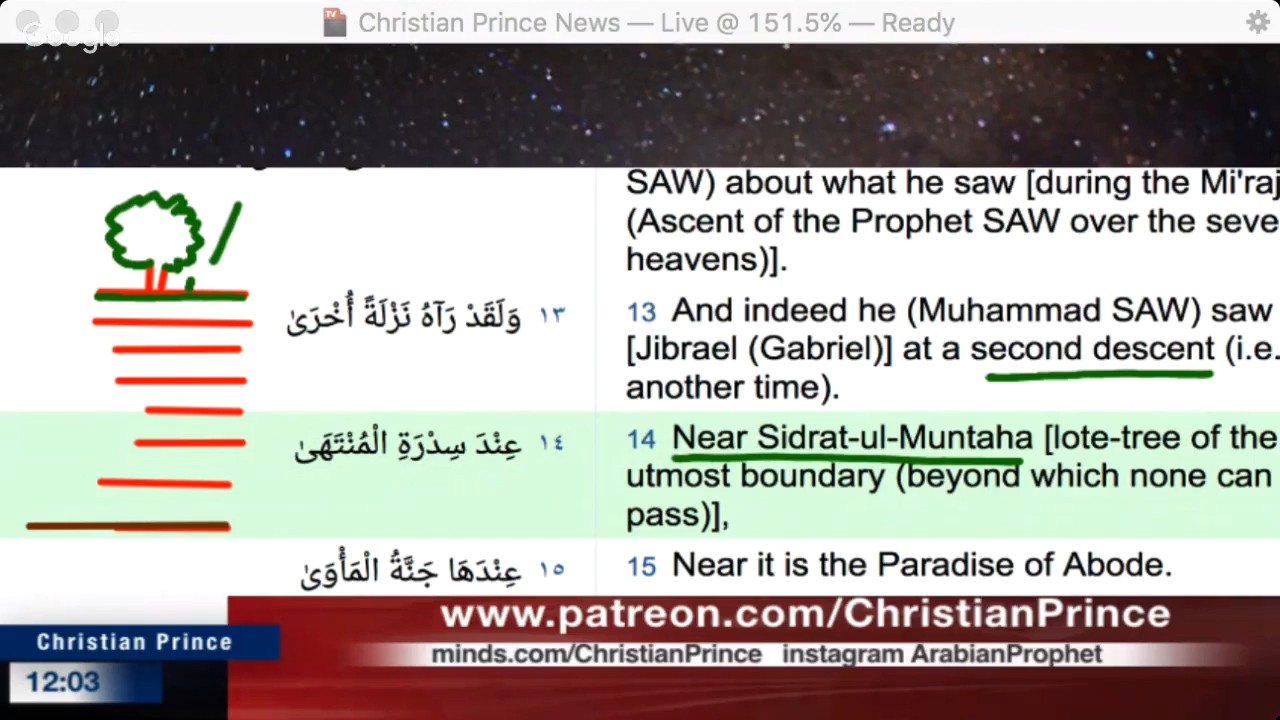 Christian Prince News — Live @ 151.5% — Ready
Google
SAW) about what he saw [during the Mi'raj
(Ascent of the Prophet SAW over the seve
heavens)].
١٣ وَلَقَدْ رَآهُ نَزْلَةً أُخْرَىٰ
13 And indeed he (Muhammad SAW) saw
[Jibrael (Gabriel)] at a second descent (i.e.
another time).
١٤ عِنْدَ سِدْرَةِ الْمُنْتَهَىٰ
14 Near Sidrat-ul-Muntaha [lote-tree of the
utmost boundary (beyond which none can
pass)],
١٥ عِنْدَهَا جَنَّةُ الْمَأْوَىٰ
15 Near it is the Paradise of Abode.
www.patreon.com/ChristianPrince
Christian Prince
minds.com/ChristianPrince instagram ArabianProphet
12:03